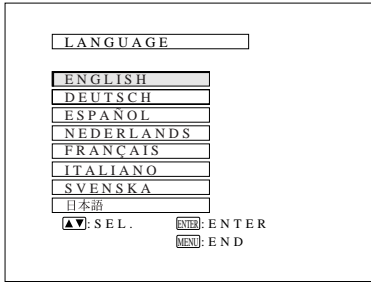 LANGUAGE
ENGLISH
DEUTSCH
ESPAÑOL
NEDERLANDS
FRANÇAIS
ITALIANO
SVENSKA
日本語
▲▼:SEL. ENTER:ENTER
MENU:END